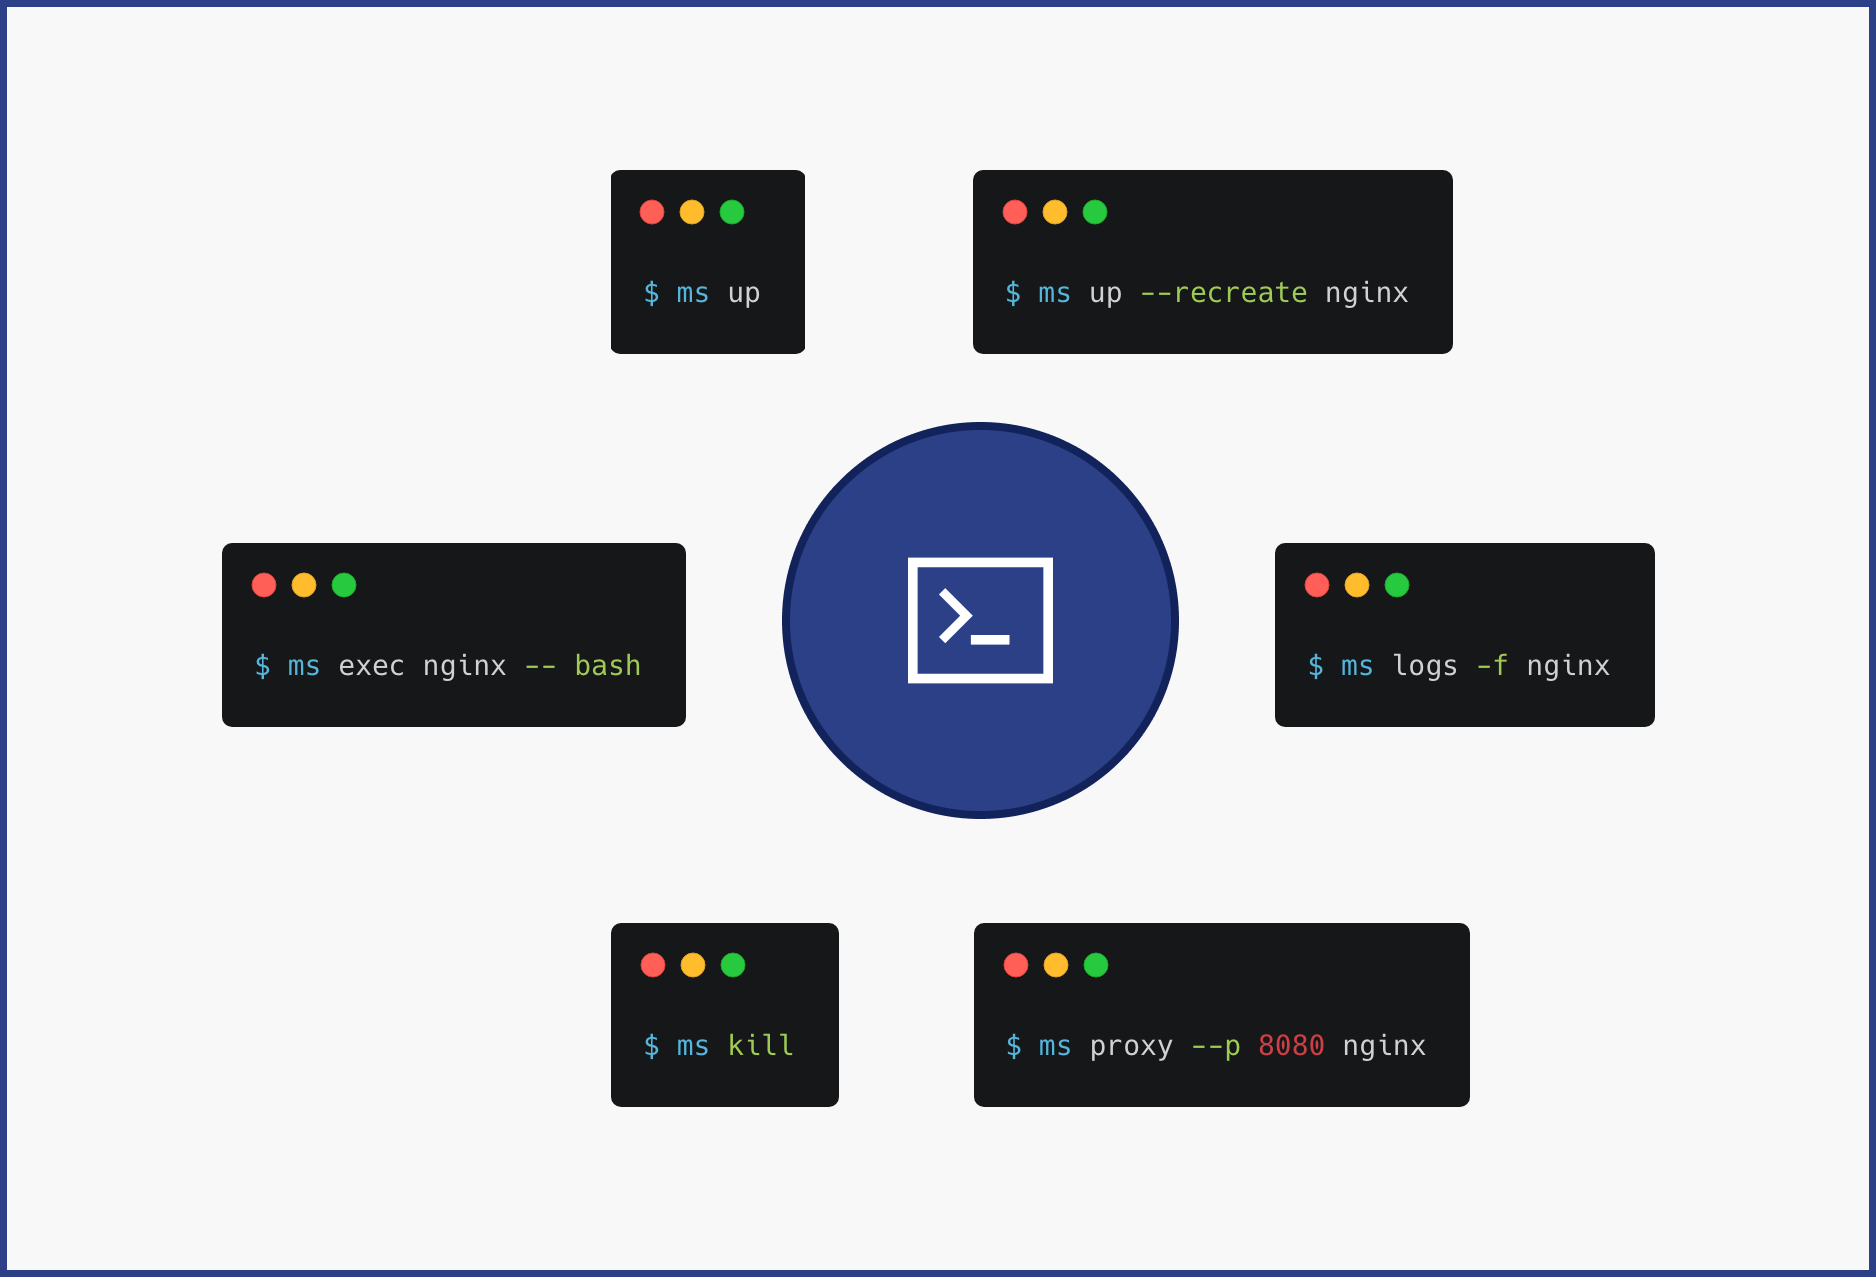 $ ms up
$ ms up --recreate nginx
$ ms exec nginx -- bash
>_
$ ms logs -f nginx
$ ms kill
$ ms proxy --p 8080 nginx